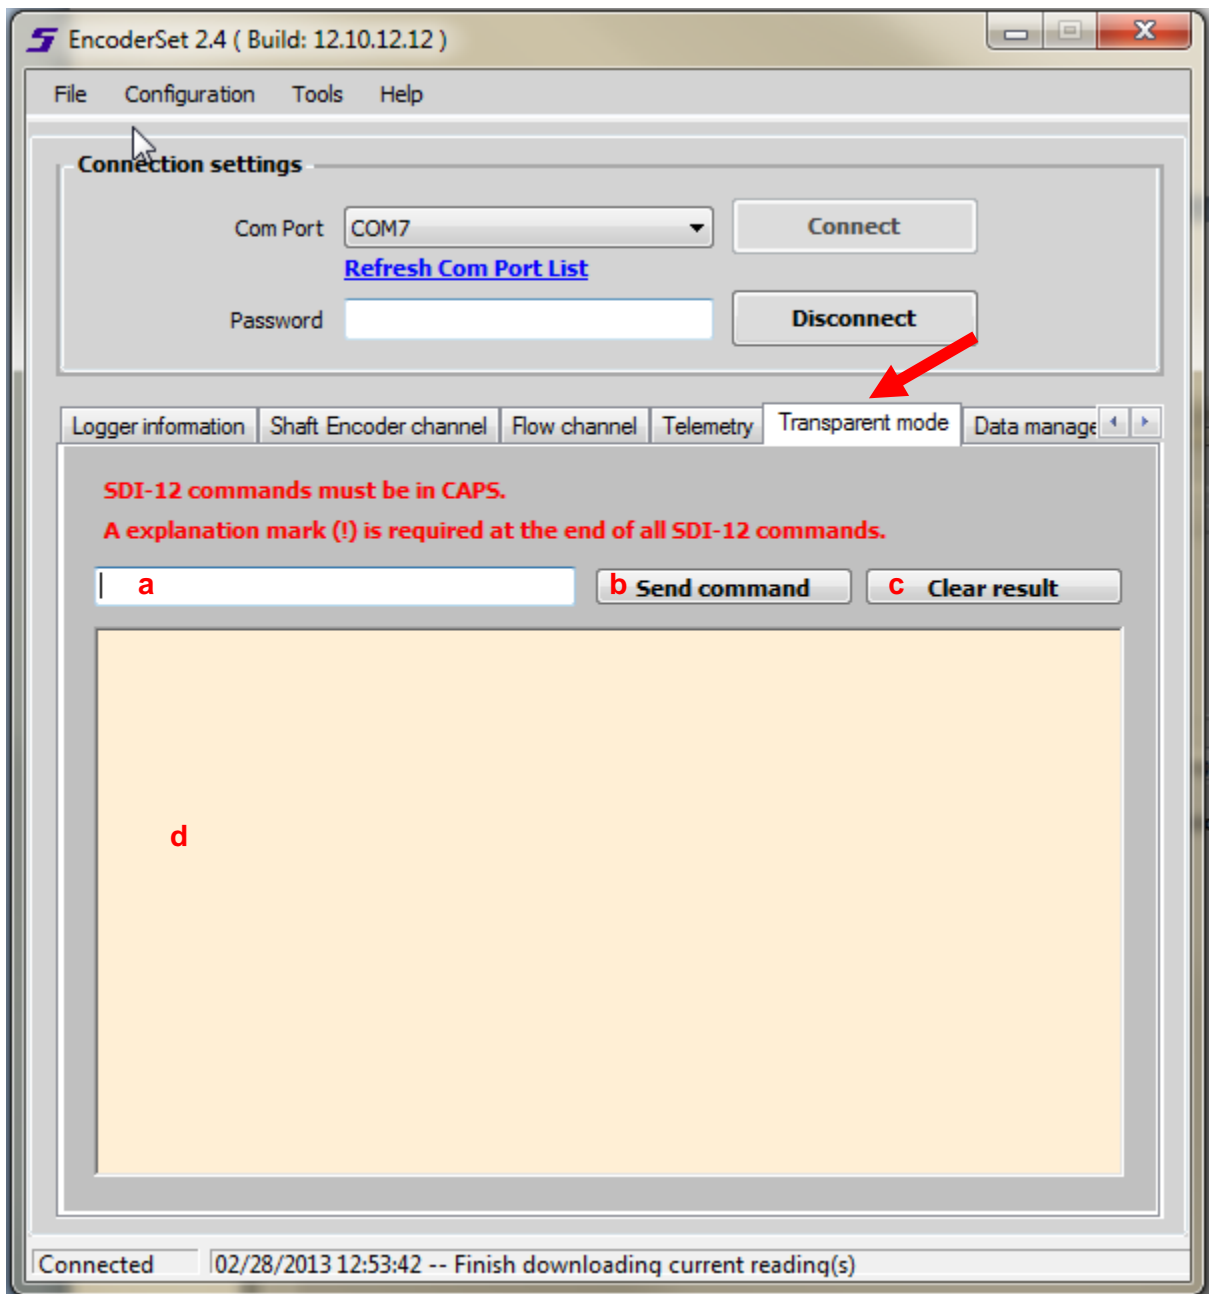 EncoderSet 2.4 ( Build: 12.10.12.12 )
File Configuration Tools Help
Connection settings
Com Port COM7 Connect
Refresh Com Port List
Password Disconnect
Logger information Shaft Encoder channel Flow channel Telemetry Transparent mode Data manage
SDI-12 commands must be in CAPS.
A explanation mark (!) is required at the end of all SDI-12 commands.
a b Send command c Clear result
d
Connected 02/28/2013 12:53:42 -- Finish downloading current reading(s)